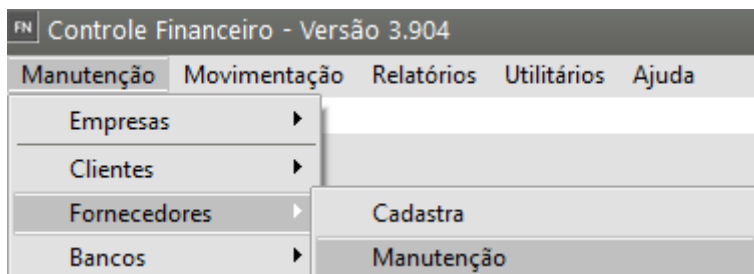 FN Controle Financeiro - Versão 3.904
Manutenção Movimentação Relatórios Utilitários Ajuda
Empresas
Clientes
Fornecedores Cadastra
Bancos Manutenção